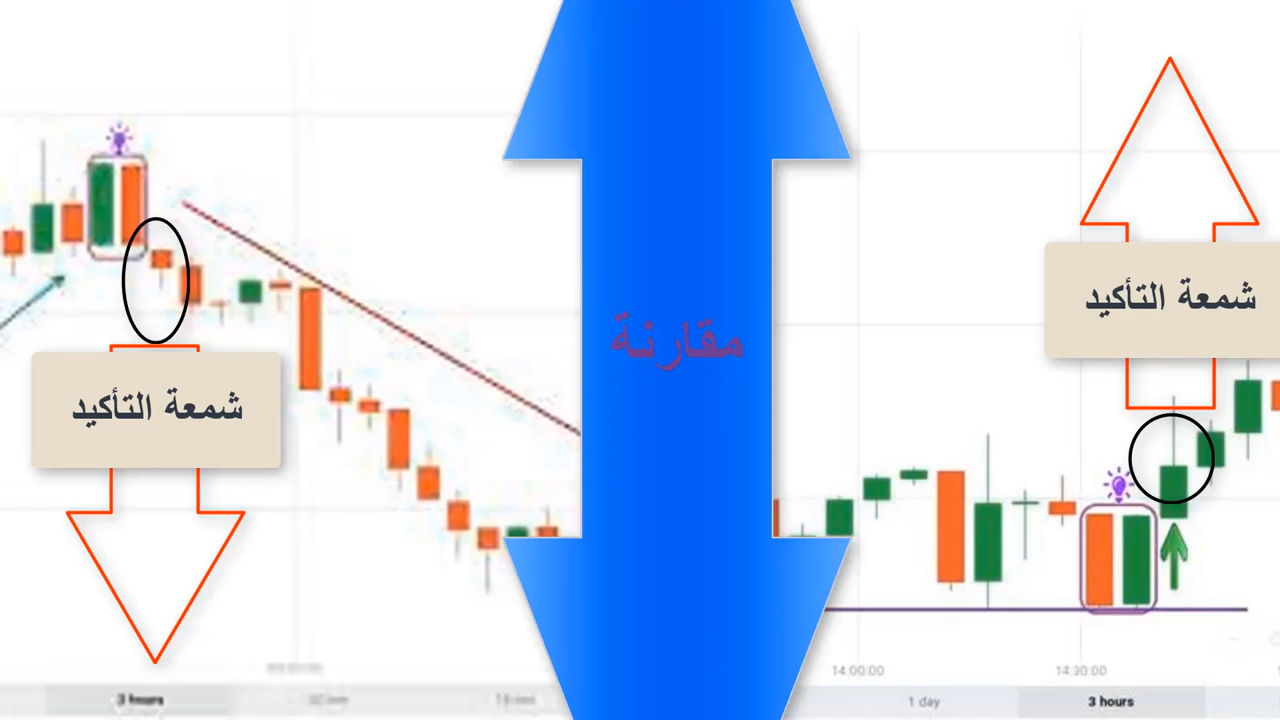 شمعة التأكيد
مقارنة
شمعة التأكيد
14:00:00
14:30:00
3 hours
1 day
3 hours